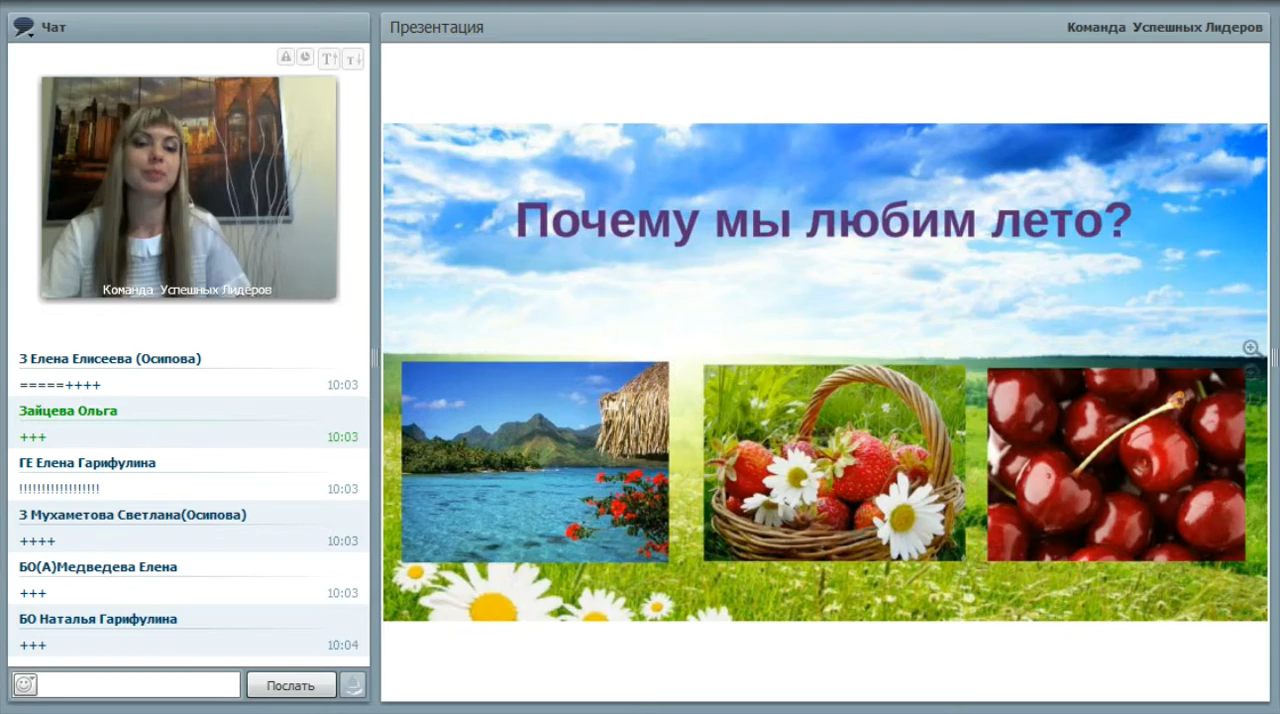 Чат
Команда Успешных Лидеров
З Елена Елисеева (Осипова)
=====++++ 10:03
Зайцева Ольга
+++ 10:03
ГЕ Елена Гарифулина
!!!!!!!!!!!!!!!!!! 10:03
З Мухаметова Светлана(Осипова)
++++ 10:03
БО(А)Медведева Елена
+++ 10:03
БО Наталья Гарифулина
+++ 10:04
Послать
Презентация Команда Успешных Лидеров
Почему мы любим лето?